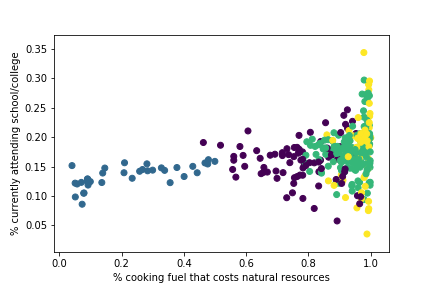 0.35
0.30
0.25
0.20
0.15
0.10
0.05
% currently attending school/college
0.0 0.2 0.4 0.6 0.8 1.0
% cooking fuel that costs natural resources